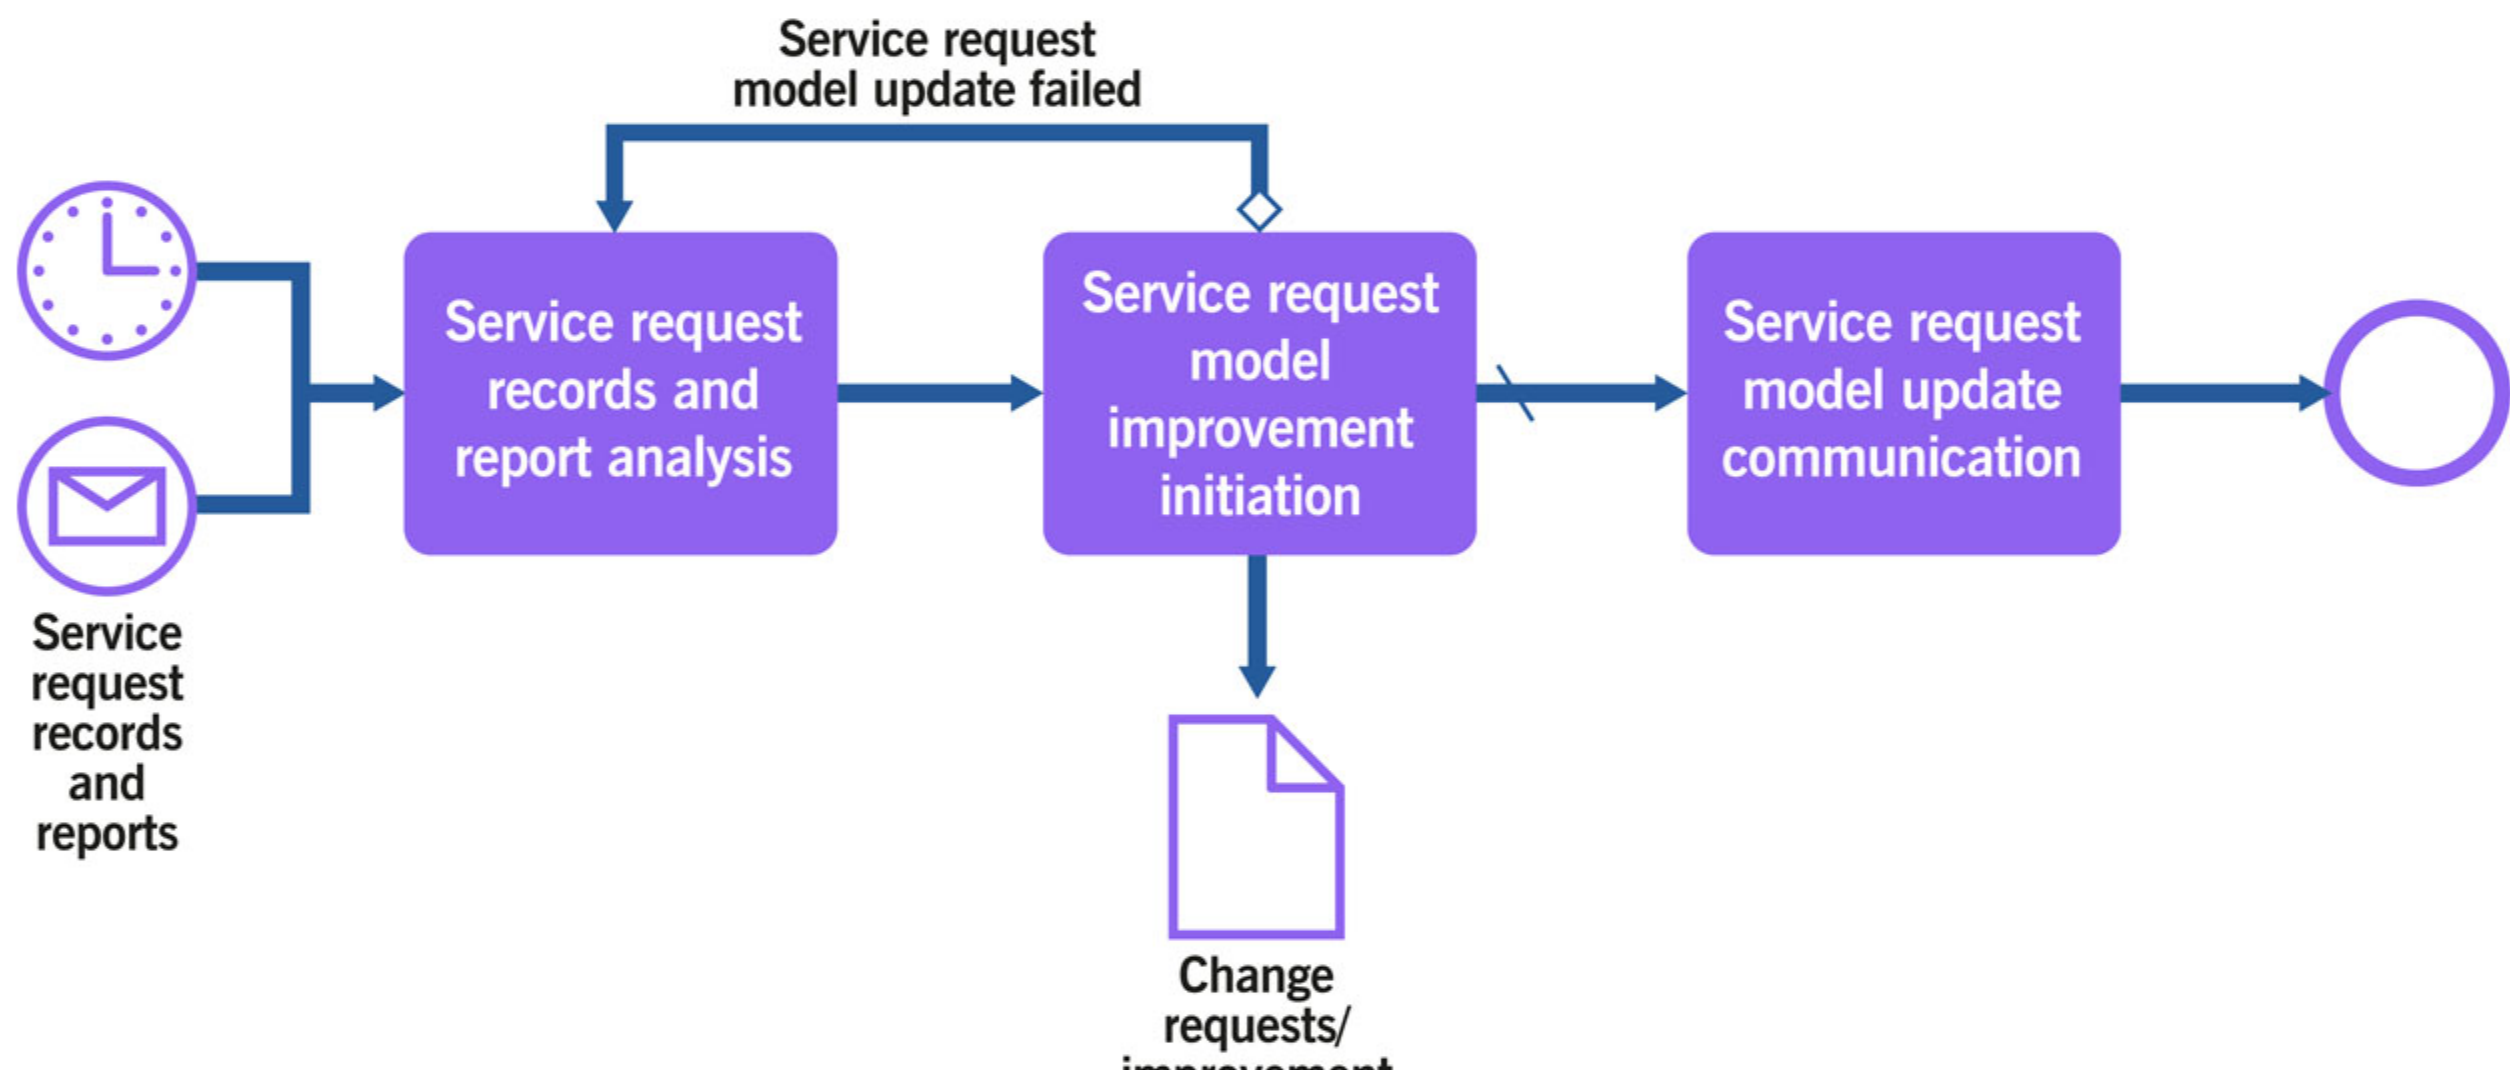 Service request
model update failed
Service request
records and
report analysis
Service request
model
improvement
initiation
Service request
model update
communication
Service
request
records
and
reports
Change
requests/
improvement